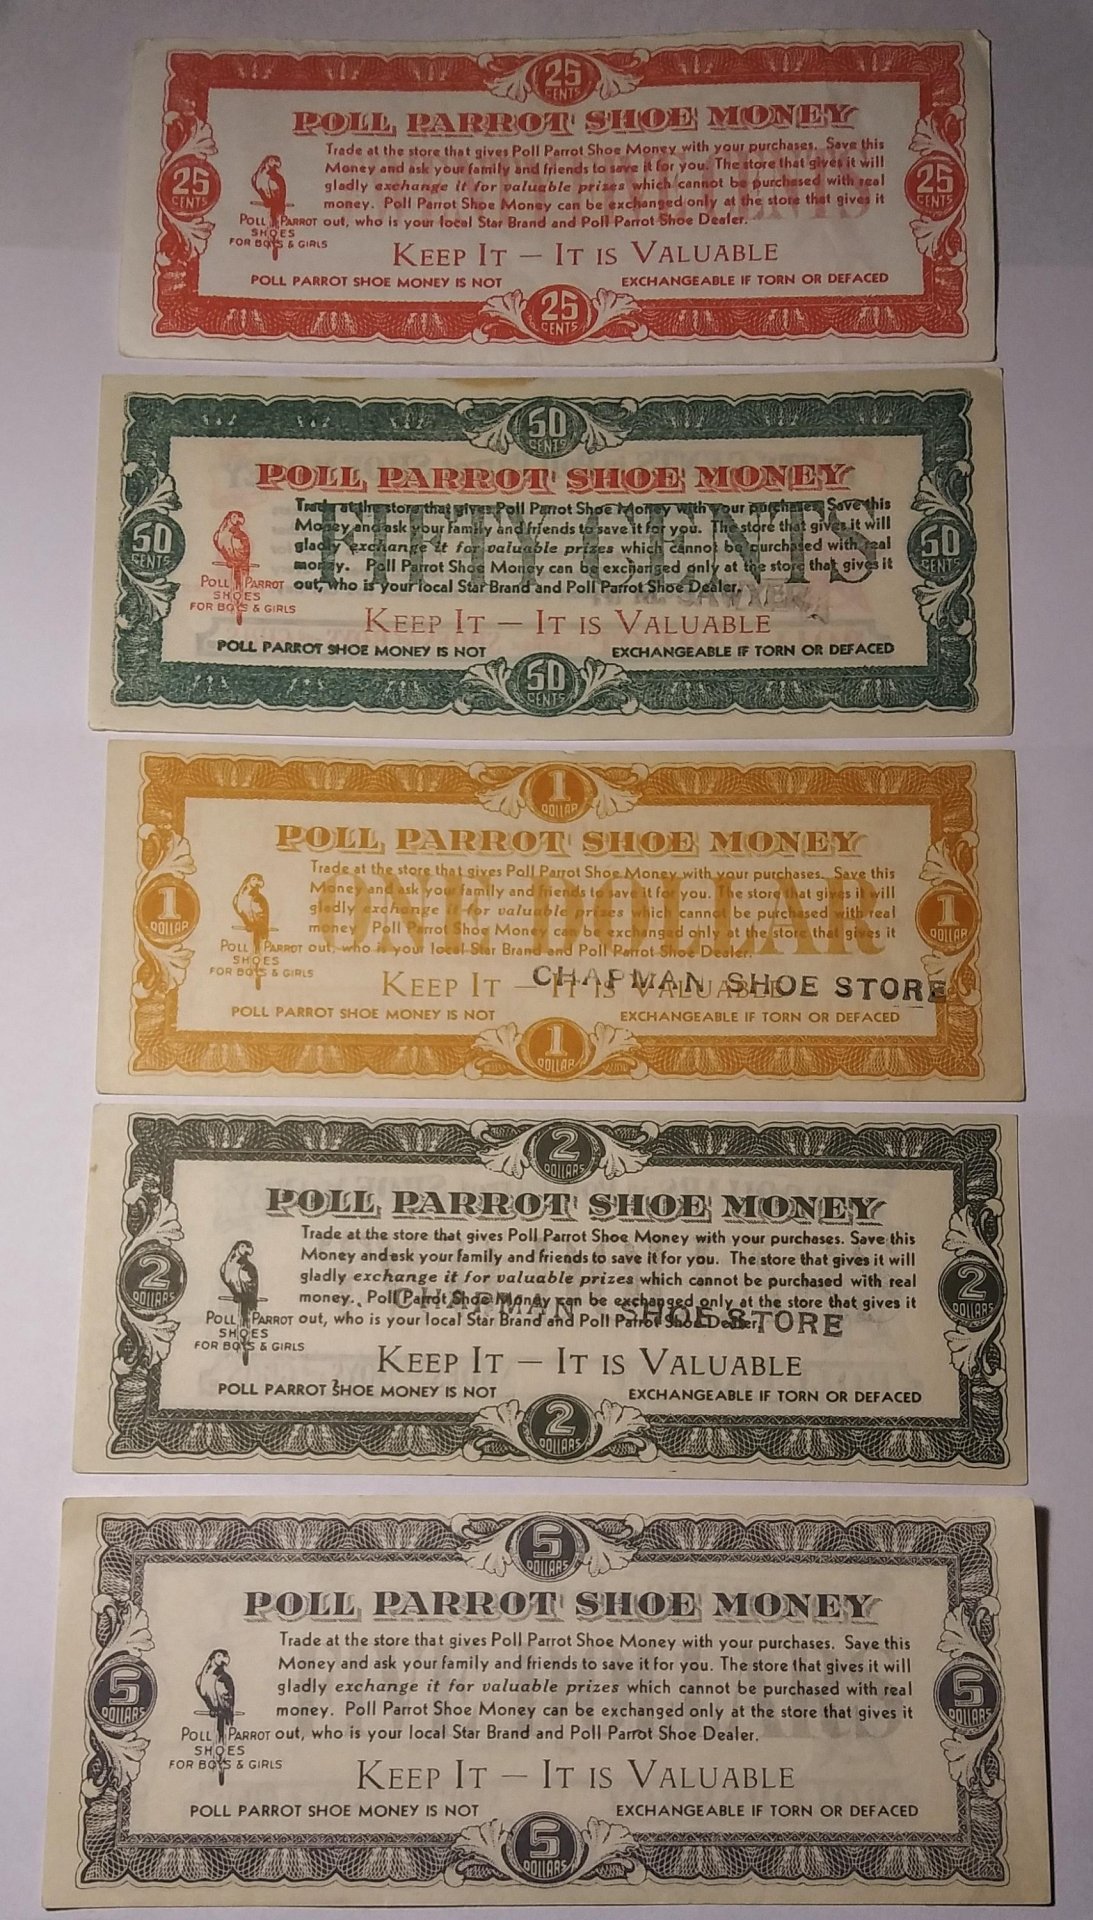 25
CENTS
POLL PARROT SHOE MONEY
Trade at the store that gives Poll Parrot Shoe Money with your purchases. Save this
Money and ask your family and friends to save it for you. The store that gives it will
25
CENTS
gladly exchange it for valuable prizes which cannot be purchased with real
25
CENTS
money. Poll Parrot Shoe Money can be exchanged only at the store that gives it
out, who is your local Star Brand and Poll Parrot Shoe Dealer.
POLL PARROT
SHOES
FOR BOYS & GIRLS
KEEP IT — IT IS VALUABLE
POLL PARROT SHOE MONEY IS NOT EXCHANGEABLE IF TORN OR DEFACED
25
CENTS
50
CENTS
POLL PARROT SHOE MONEY
FIFTY CENTS
Trade at the store that gives Poll Parrot Shoe Money with your purchases. Save this
Money and ask your family and friends to save it for you. The store that gives it will
50
CENTS
gladly exchange it for valuable prizes which cannot be purchased with real
50
CENTS
money. Poll Parrot Shoe Money can be exchanged only at the store that gives it
out, who is your local Star Brand and Poll Parrot Shoe Dealer.
SAWYER
POLL PARROT
SHOES
FOR BOYS & GIRLS
KEEP IT — IT IS VALUABLE
POLL PARROT SHOE MONEY IS NOT EXCHANGEABLE IF TORN OR DEFACED
50
CENTS
1
DOLLAR
POLL PARROT SHOE MONEY
ONE DOLLAR
Trade at the store that gives Poll Parrot Shoe Money with your purchases. Save this
Money and ask your family and friends to save it for you. The store that gives it will
1
DOLLAR
gladly exchange it for valuable prizes which cannot be purchased with real
1
DOLLAR
money. Poll Parrot Shoe Money can be exchanged only at the store that gives it
out, who is your local Star Brand and Poll Parrot Shoe Dealer.
POLL PARROT
SHOES
FOR BOYS & GIRLS
KEEP IT — IT IS VALUABLE
CHAPMAN SHOE STORE
POLL PARROT SHOE MONEY IS NOT EXCHANGEABLE IF TORN OR DEFACED
1
DOLLAR
2
DOLLARS
POLL PARROT SHOE MONEY
Trade at the store that gives Poll Parrot Shoe Money with your purchases. Save this
Money and ask your family and friends to save it for you. The store that gives it will
2
DOLLARS
gladly exchange it for valuable prizes which cannot be purchased with real
2
DOLLARS
money. Poll Parrot Shoe Money can be exchanged only at the store that gives it
out, who is your local Star Brand and Poll Parrot Shoe Dealer.
CHAPMAN SHOE STORE
POLL PARROT
SHOES
FOR BOYS & GIRLS
KEEP IT — IT IS VALUABLE
POLL PARROT SHOE MONEY IS NOT EXCHANGEABLE IF TORN OR DEFACED
2
DOLLARS
5
DOLLARS
POLL PARROT SHOE MONEY
Trade at the store that gives Poll Parrot Shoe Money with your purchases. Save this
Money and ask your family and friends to save it for you. The store that gives it will
5
DOLLARS
gladly exchange it for valuable prizes which cannot be purchased with real
5
DOLLARS
money. Poll Parrot Shoe Money can be exchanged only at the store that gives it
out, who is your local Star Brand and Poll Parrot Shoe Dealer.
POLL PARROT
SHOES
FOR BOYS & GIRLS
KEEP IT — IT IS VALUABLE
POLL PARROT SHOE MONEY IS NOT EXCHANGEABLE IF TORN OR DEFACED
5
DOLLARS